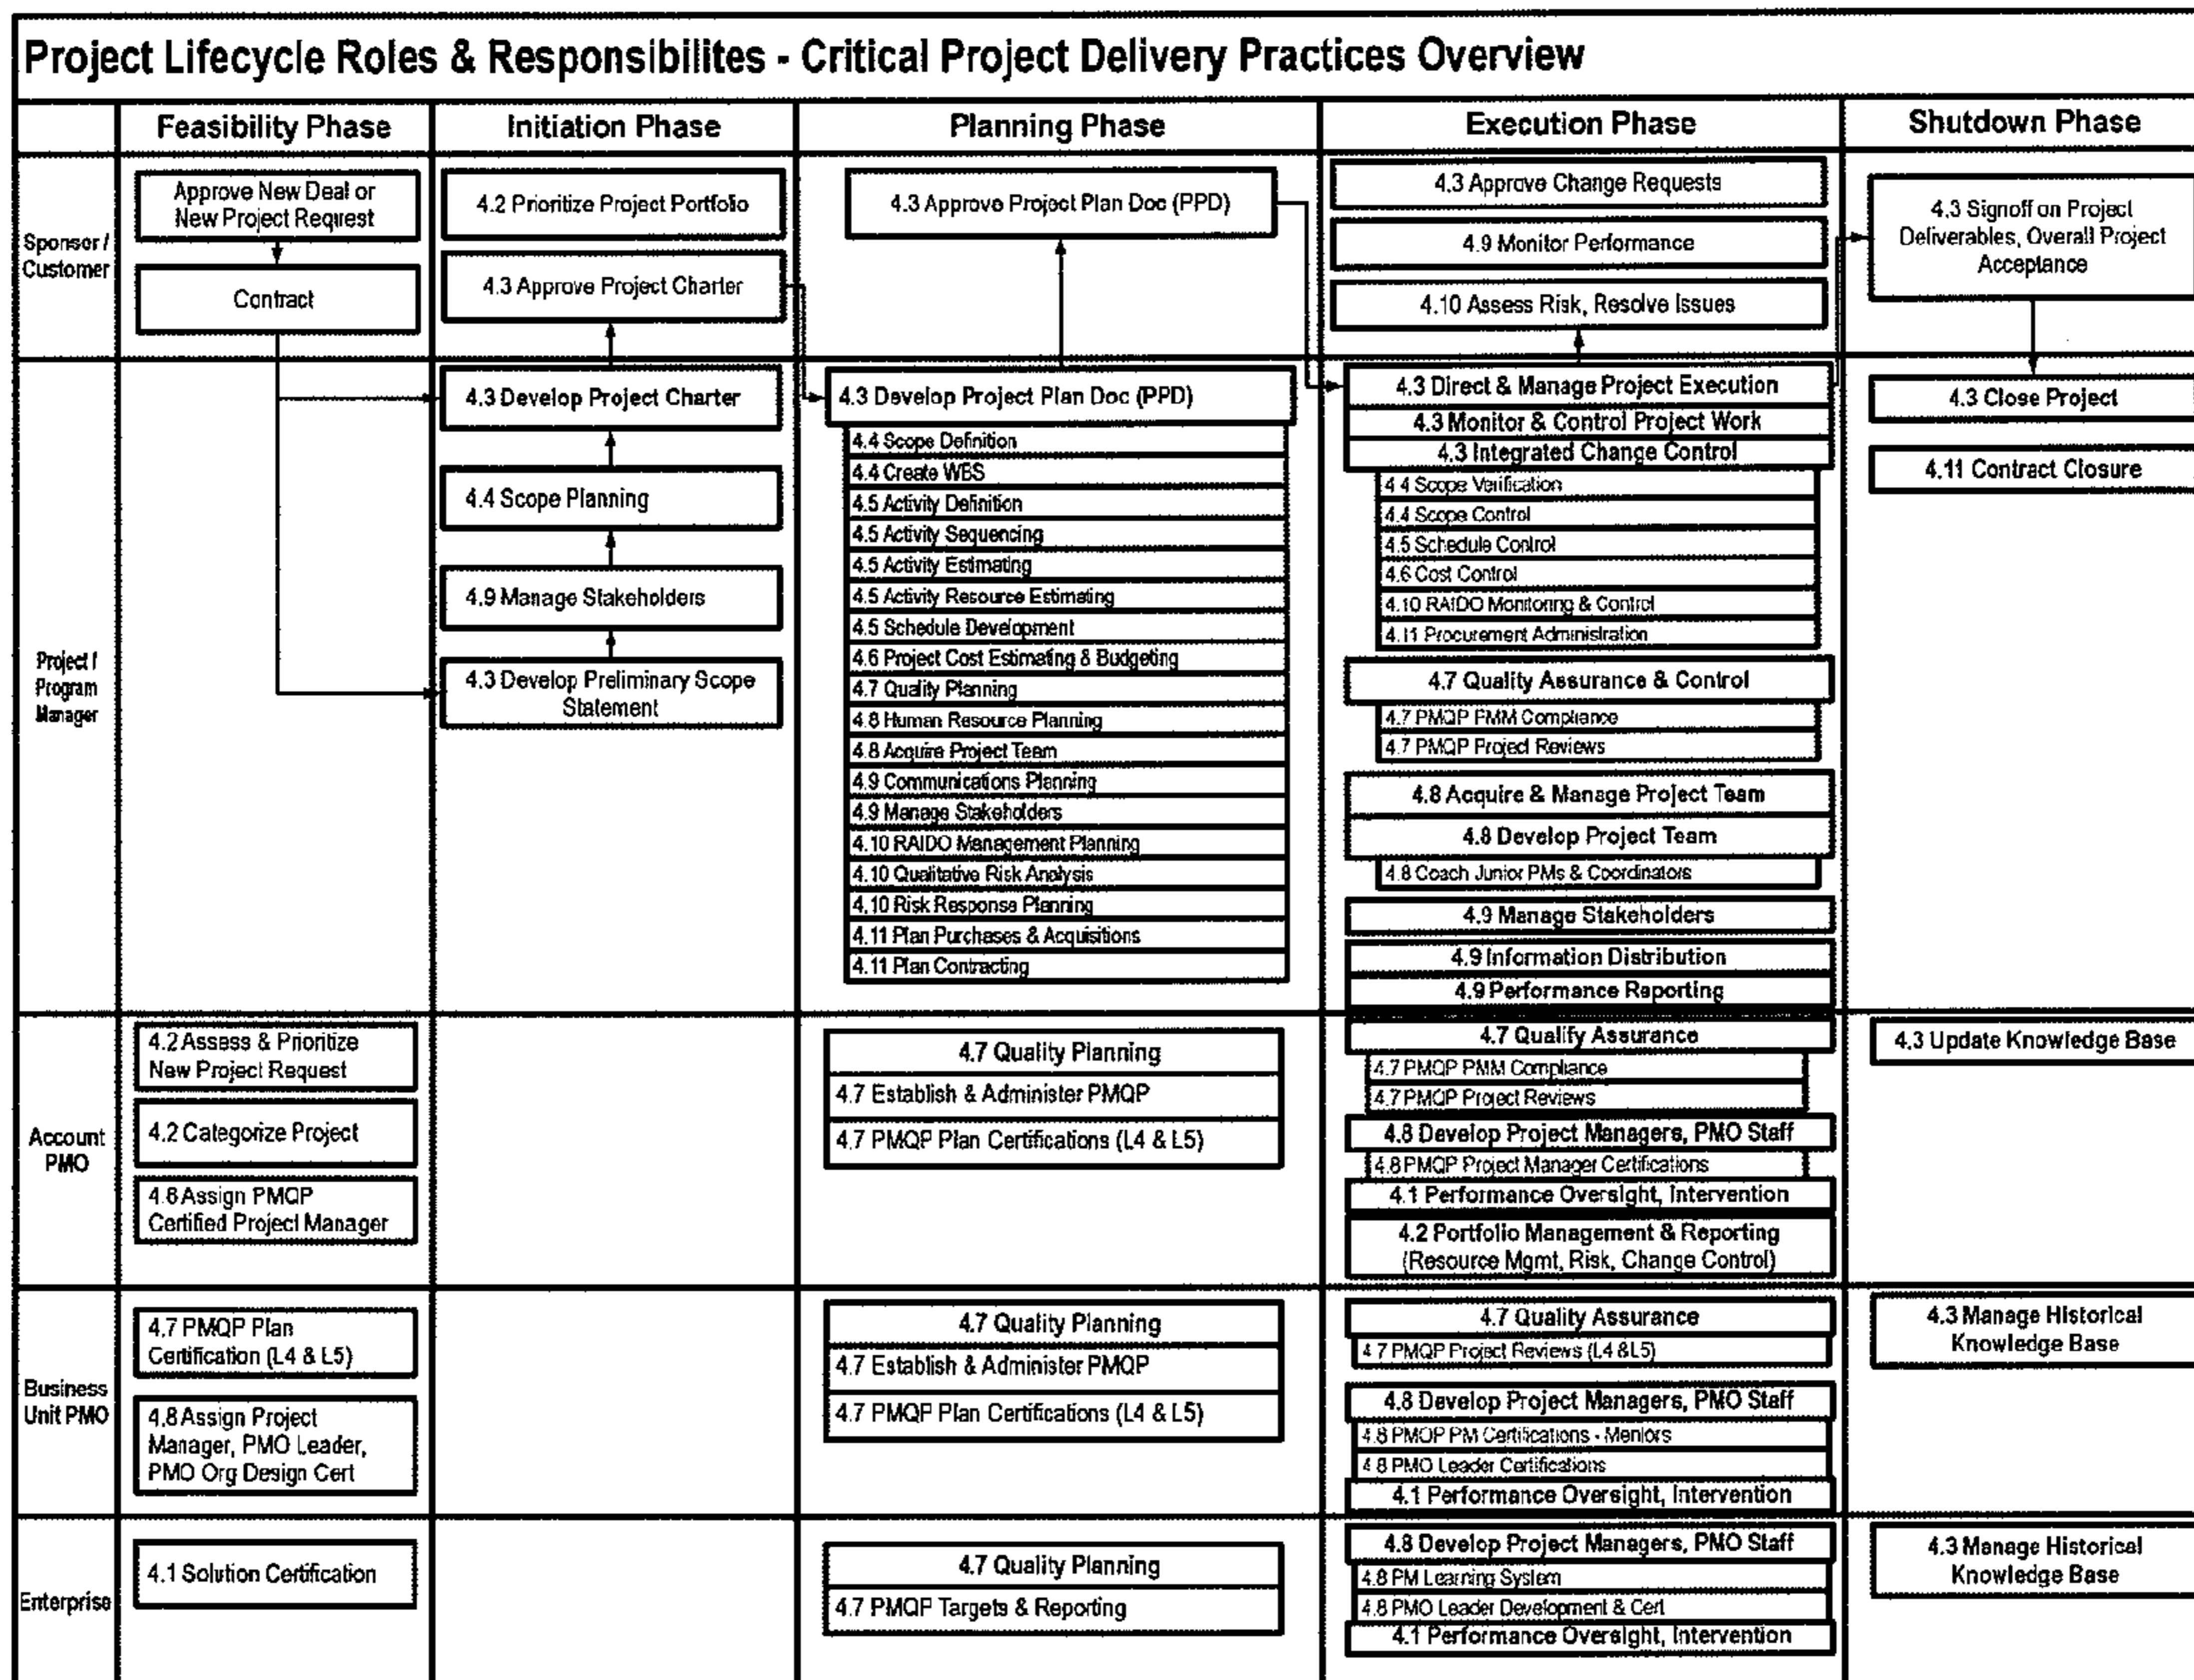 Project Lifecycle Roles & Responsibilites - Critical Project Delivery Practices Overview
Feasibility Phase
Initiation Phase
Planning Phase
Execution Phase
Shutdown Phase
Sponsor /
Customer
Approve New Deal or
New Project Reqirest
Contract
4.2 Prioritize Project Portfolio
4.3 Approve Project Charter
4.3 Approve Project Plan Doc (PPD)
4.3 Approve Change Requests
4.9 Monitor Performance
4.10 Assess Risk, Resolve Issues
4.3 Signoff on Project
Deliverables, Overall Project
Acceptance
Project /
Program
Manager
4.3 Develop Project Charter
4.4 Scope Planning
4.9 Manage Stakeholders
4.3 Develop Preliminary Scope
Statement
4.3 Develop Project Plan Doc (PPD)
4.4 Scope Definition
4.4 Create WBS
4.5 Activity Definition
4.5 Activity Sequencing
4.5 Activity Estimating
4.5 Activity Resource Estimating
4.5 Schedule Development
4.6 Project Cost Estimating & Budgeting
4.7 Quality Planning
4.8 Human Resource Planning
4.8 Acquire Project Team
4.9 Communications Planning
4.9 Manage Stakeholders
4.10 RAIDO Management Planning
4.10 Qualitative Risk Analysis
4.10 Risk Response Planning
4.11 Plan Purchases & Acquisitions
4.11 Plan Contracting
4.3 Direct & Manage Project Execution
4.3 Monitor & Control Project Work
4.3 Integrated Change Control
4.4 Scope Verification
4.4 Scope Control
4.5 Schedule Control
4.6 Cost Control
4.10 RAIDO Monitoring & Control
4.11 Procurement Administration
4.7 Quality Assurance & Control
4.7 PMQP PMM Compliance
4.7 PMQP Project Reviews
4.8 Acquire & Manage Project Team
4.8 Develop Project Team
4.8 Coach Junior PMs & Coordinators
4.9 Manage Stakeholders
4.9 Information Distribution
4.9 Performance Reporting
4.3 Close Project
4.11 Contract Closure
Account
PMO
4.2 Assess & Prioritize
New Project Request
4.2 Categorize Project
4.8 Assign PMQP
Certified Project Manager
4.7 Quality Planning
4.7 Establish & Administer PMQP
4.7 PMQP Plan Certifications (L4 & L5)
4.7 Quality Assurance
4.7 PMQP PMM Compliance
4.7 PMQP Project Reviews
4.8 Develop Project Managers, PMO Staff
4.8 PMQP Project Manager Certifications
4.1 Performance Oversight, Intervention
4.2 Portfolio Management & Reporting
(Resource Mgmt, Risk, Change Control)
4.3 Update Knowledge Base
Business
Unit PMO
4.7 PMQP Plan
Certification (L4 & L5)
4.8 Assign Project
Manager, PMO Leader,
PMO Org Design Cert
4.7 Quality Planning
4.7 Establish & Administer PMQP
4.7 PMQP Plan Certifications (L4 & L5)
4.7 Quality Assurance
4.7 PMQP Project Reviews (L4 & L5)
4.8 Develop Project Managers, PMO Staff
4.8 PMQP PM Certifications - Mentors
4.8 PMO Leader Certifications
4.1 Performance Oversight, Intervention
4.3 Manage Historical
Knowledge Base
Enterprise
4.1 Solution Certification
4.7 Quality Planning
4.7 PMQP Targets & Reporting
4.8 Develop Project Managers, PMO Staff
4.8 PM Learning System
4.8 PMO Leader Development & Cert
4.1 Performance Oversight, Intervention
4.3 Manage Historical
Knowledge Base